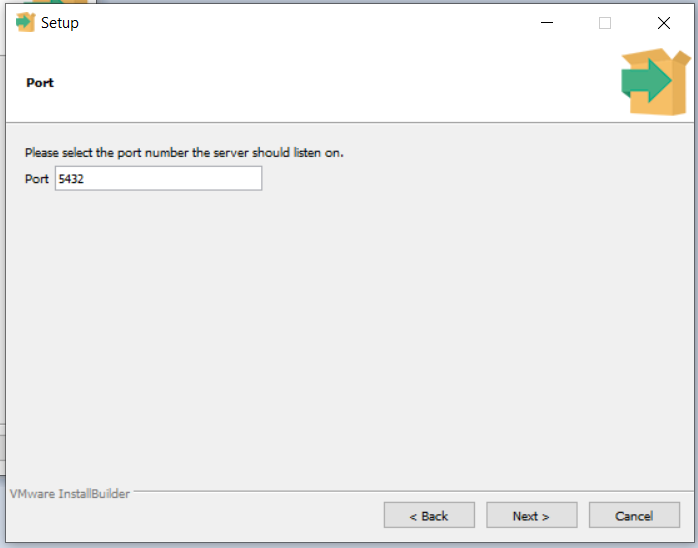 Setup
Port
Please select the port number the server should listen on.
Port 5432
VMware InstallBuilder
< Back Next > Cancel